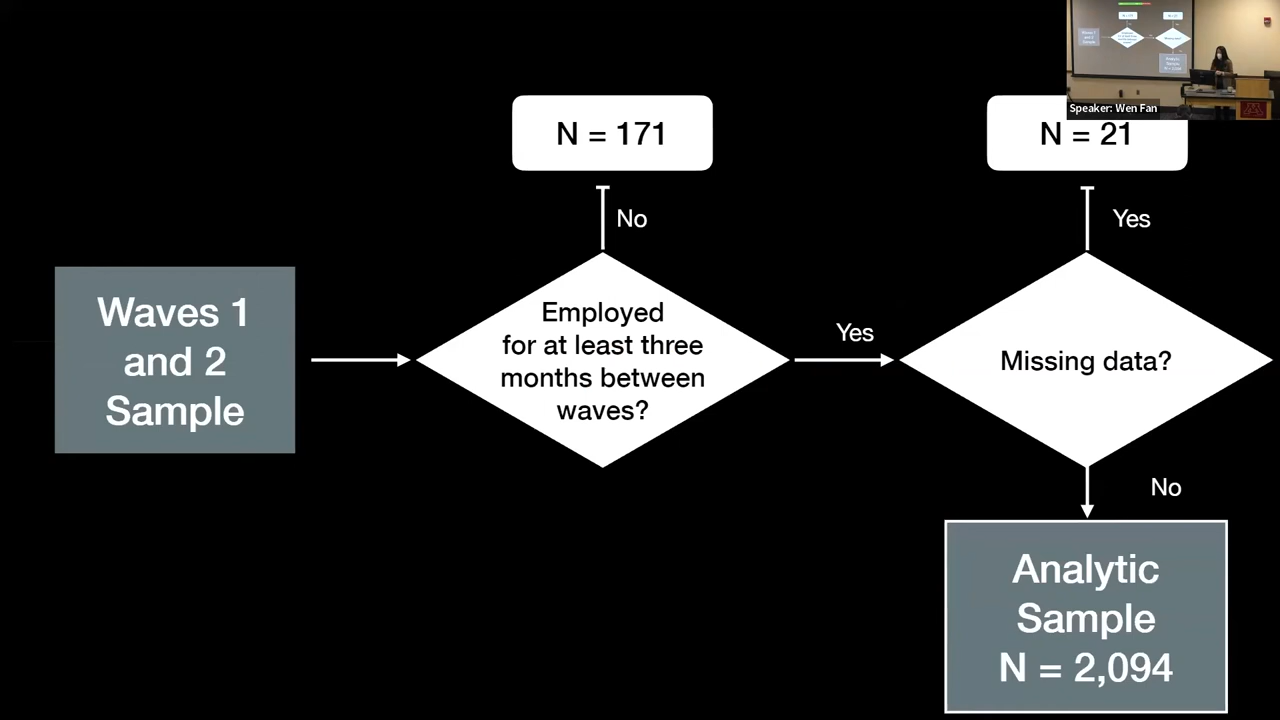 Speaker: Wen Fan
N = 171
N = 21
No
Yes
Waves 1
and 2
Sample
Employed
for at least three
months between
waves?
Yes
Missing data?
No
Analytic
Sample
N = 2,094